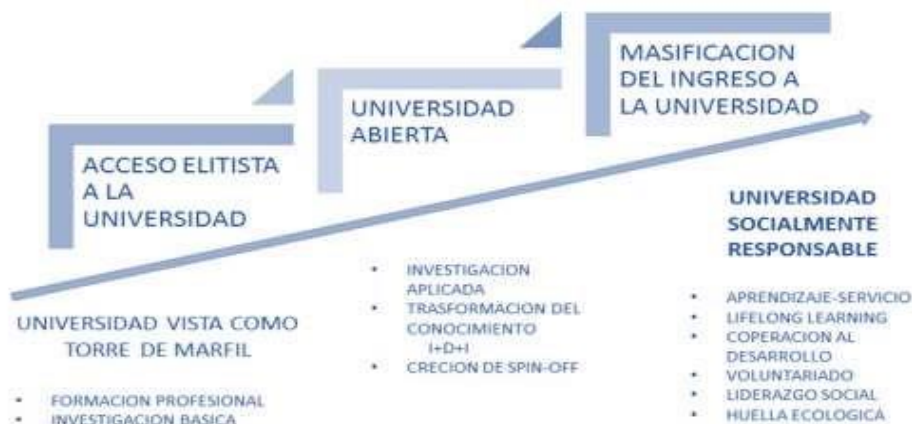 ACCESO ELITISTA
A LA
UNIVERSIDAD
UNIVERSIDAD
ABIERTA
MASIFICACION
DEL INGRESO A
LA UNIVERSIDAD
UNIVERSIDAD VISTA COMO
TORRE DE MARFIL
• FORMACION PROFESIONAL
• INVESTIGACION BASICA
• INVESTIGACION
APLICADA
• TRASFORMACION DEL
CONOCIMIENTO
I+D+I
• CRECION DE SPIN-OFF
UNIVERSIDAD
SOCIALMENTE
RESPONSABLE
• APRENDIZAJE-SERVICIO
• LIFELONG LEARNING
• COPERACION AL
DESARROLLO
• VOLUNTARIADO
• LIDERAZGO SOCIAL
• HUELLA ECOLOGICA